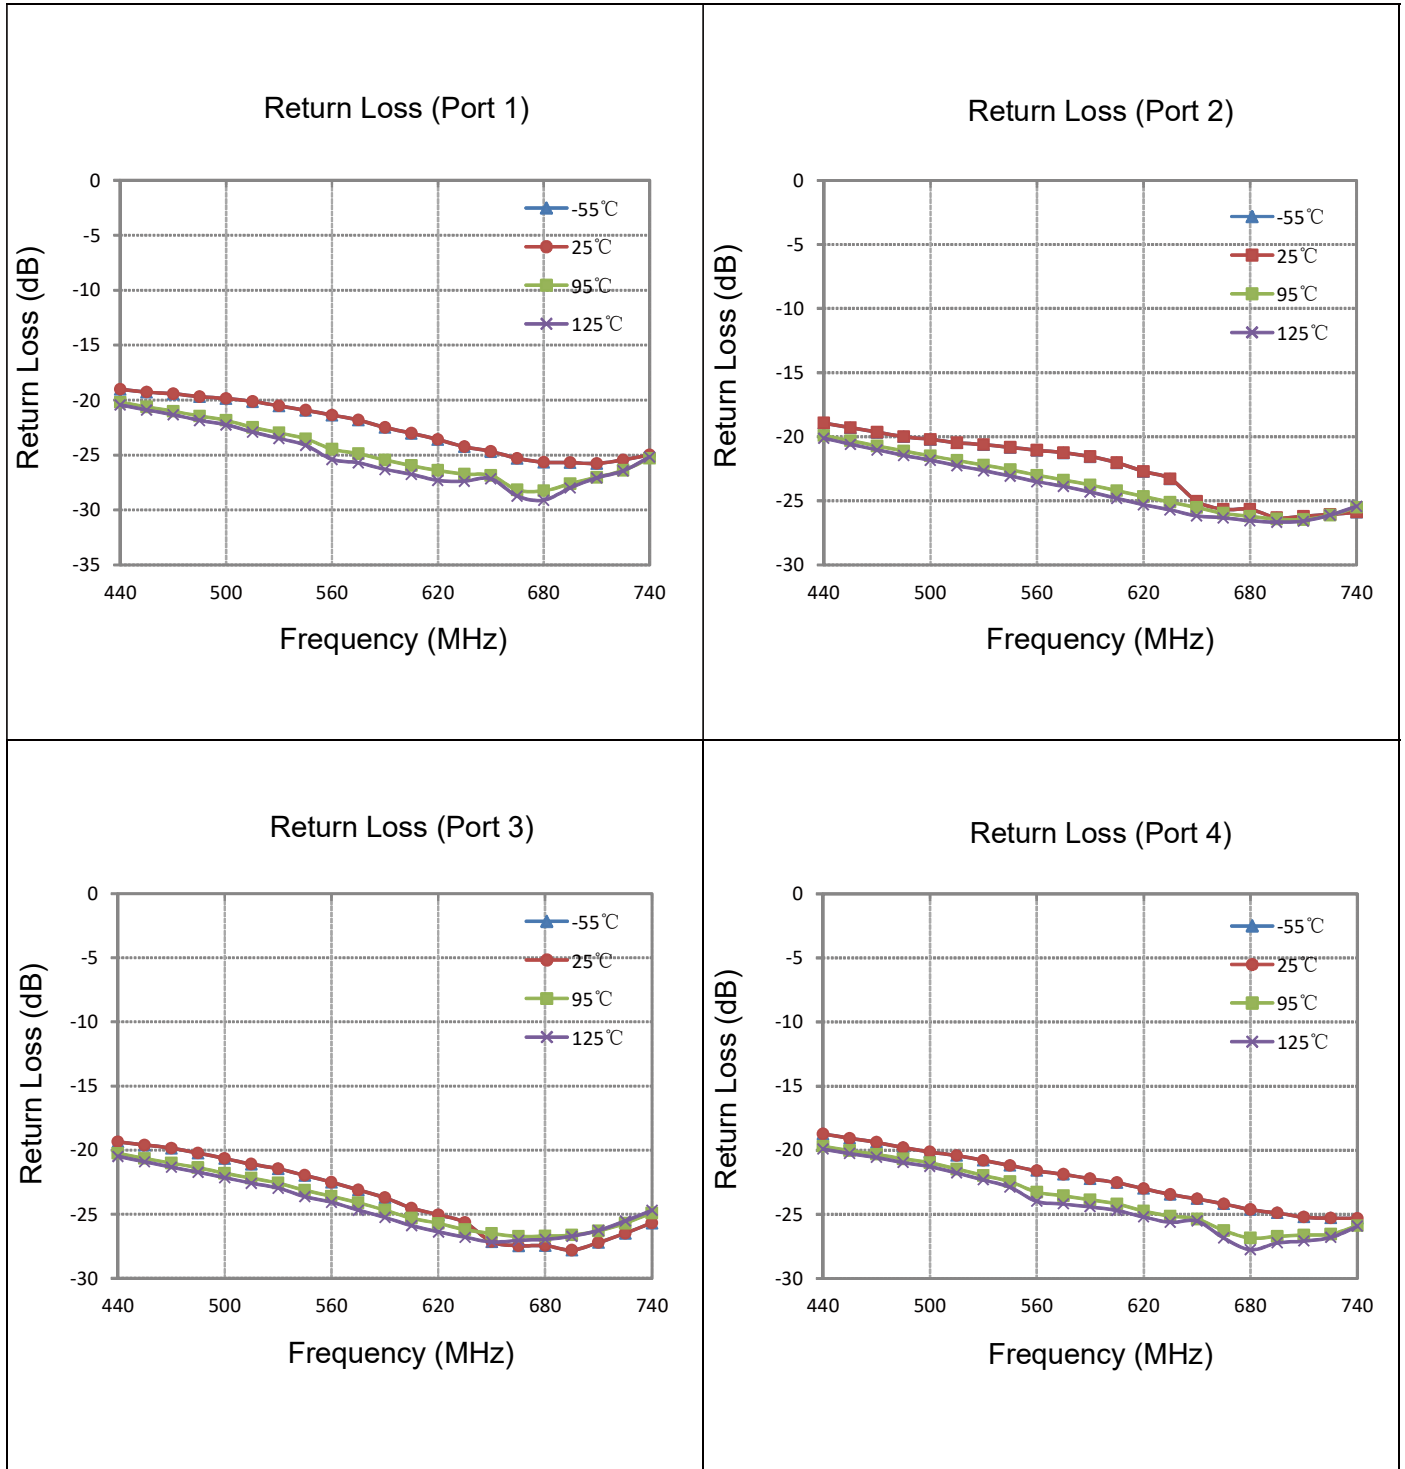 Return Loss (Port 1)
Return Loss (dB)
0
-5
-10
-15
-20
-25
-30
-35
-55℃
25℃
95℃
125℃
440 500 560 620 680 740
Frequency (MHz)
Return Loss (Port 2)
Return Loss (dB)
0
-5
-10
-15
-20
-25
-30
-55℃
25℃
95℃
125℃
440 500 560 620 680 740
Frequency (MHz)
Return Loss (Port 3)
Return Loss (dB)
0
-5
-10
-15
-20
-25
-30
-55℃
25℃
95℃
125℃
440 500 560 620 680 740
Frequency (MHz)
Return Loss (Port 4)
Return Loss (dB)
0
-5
-10
-15
-20
-25
-30
-55℃
25℃
95℃
125℃
440 500 560 620 680 740
Frequency (MHz)